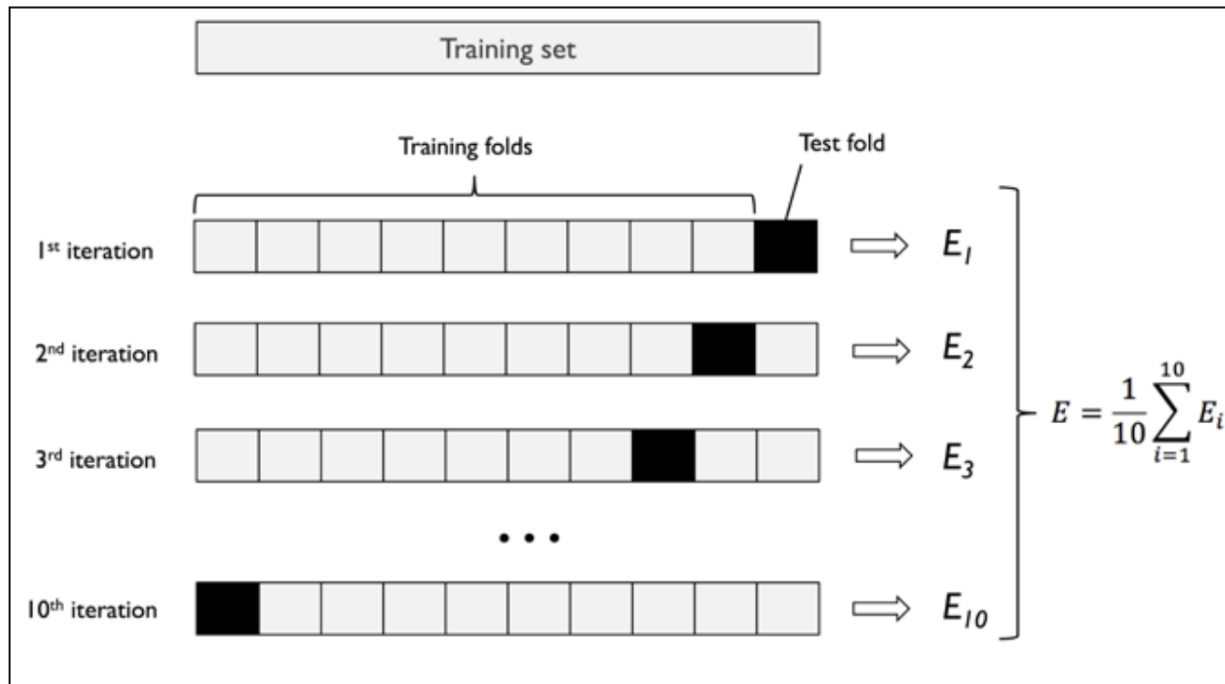 Training set
Training folds
Test fold
1st iteration
E1
2nd iteration
E2
3rd iteration
E3
• • •
10th iteration
E10
E = 1/10 ∑ i=1 10 Ei